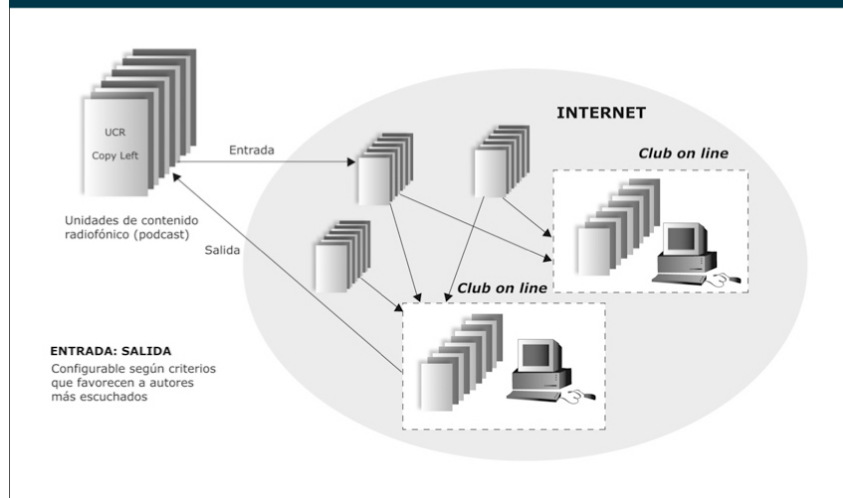 UCR
Copy Left
Unidades de contenido
radiofónico (podcast)
Entrada
Salida
INTERNET
Club on line
Club on line
ENTRADA: SALIDA
Configurable según criterios
que favorecen a autores
más escuchados